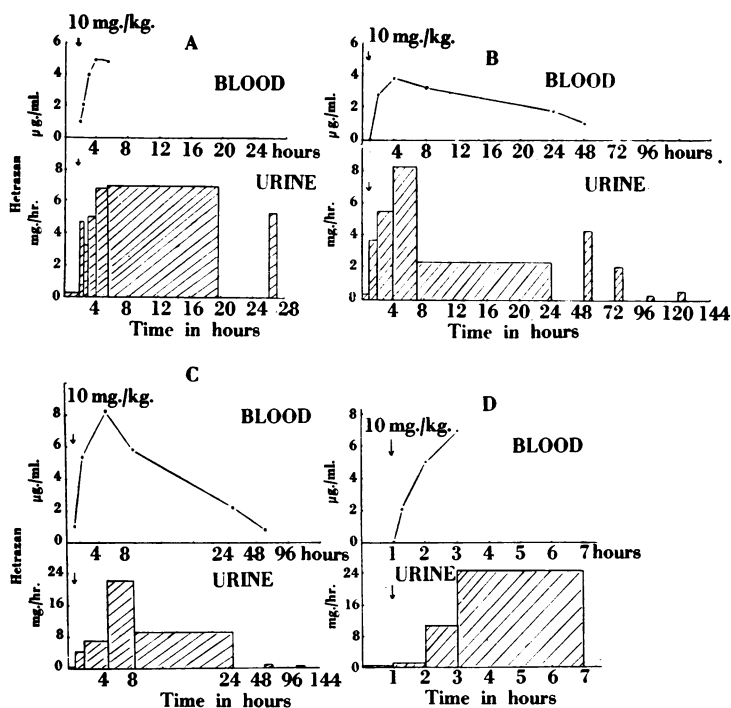 10 mg./kg.
A
BLOOD
6
4
2
0
µ g./ml.
4 8 12 16 20 24 hours
URINE
8
6
4
2
0
Hetrazan
mg./hr.
4 8 12 16 20 24 28
Time in hours
10 mg./kg.
B
BLOOD
6
4
2
0
µg./ml.
4 8 12 16 20 24 48 72 96 hours
URINE
8
6
4
2
0
mg./hr.
4 8 12 16 20 24 48 72 96 120 144
Time in hours
C
10 mg./kg.
BLOOD
8
6
4
2
0
µg./ml.
4 8 24 48 96 hours
URINE
24
16
8
0
Hetrazan
mg./hr.
4 8 24 48 96 144
Time in hours
D
10 mg./kg.
BLOOD
8
6
4
2
0
µg./ml.
1 2 3 4 5 6 7 hours
URINE
24
16
8
0
mg./hr.
1 2 3 4 5 6 7
Time in hours